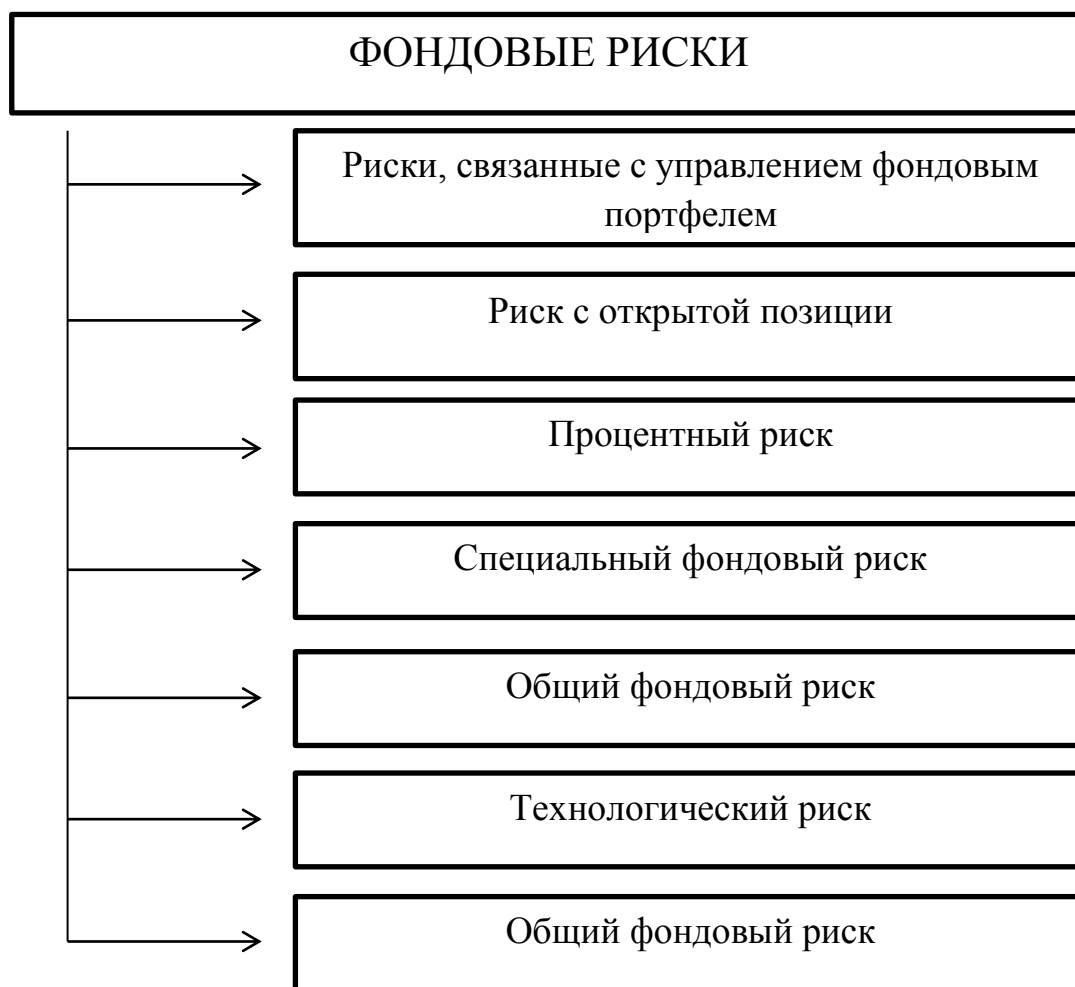 ФОНДОВЫЕ РИСКИ
Риски, связанные с управлением фондовым
портфелем
Риск с открытой позиции
Процентный риск
Специальный фондовый риск
Общий фондовый риск
Технологический риск
Общий фондовый риск